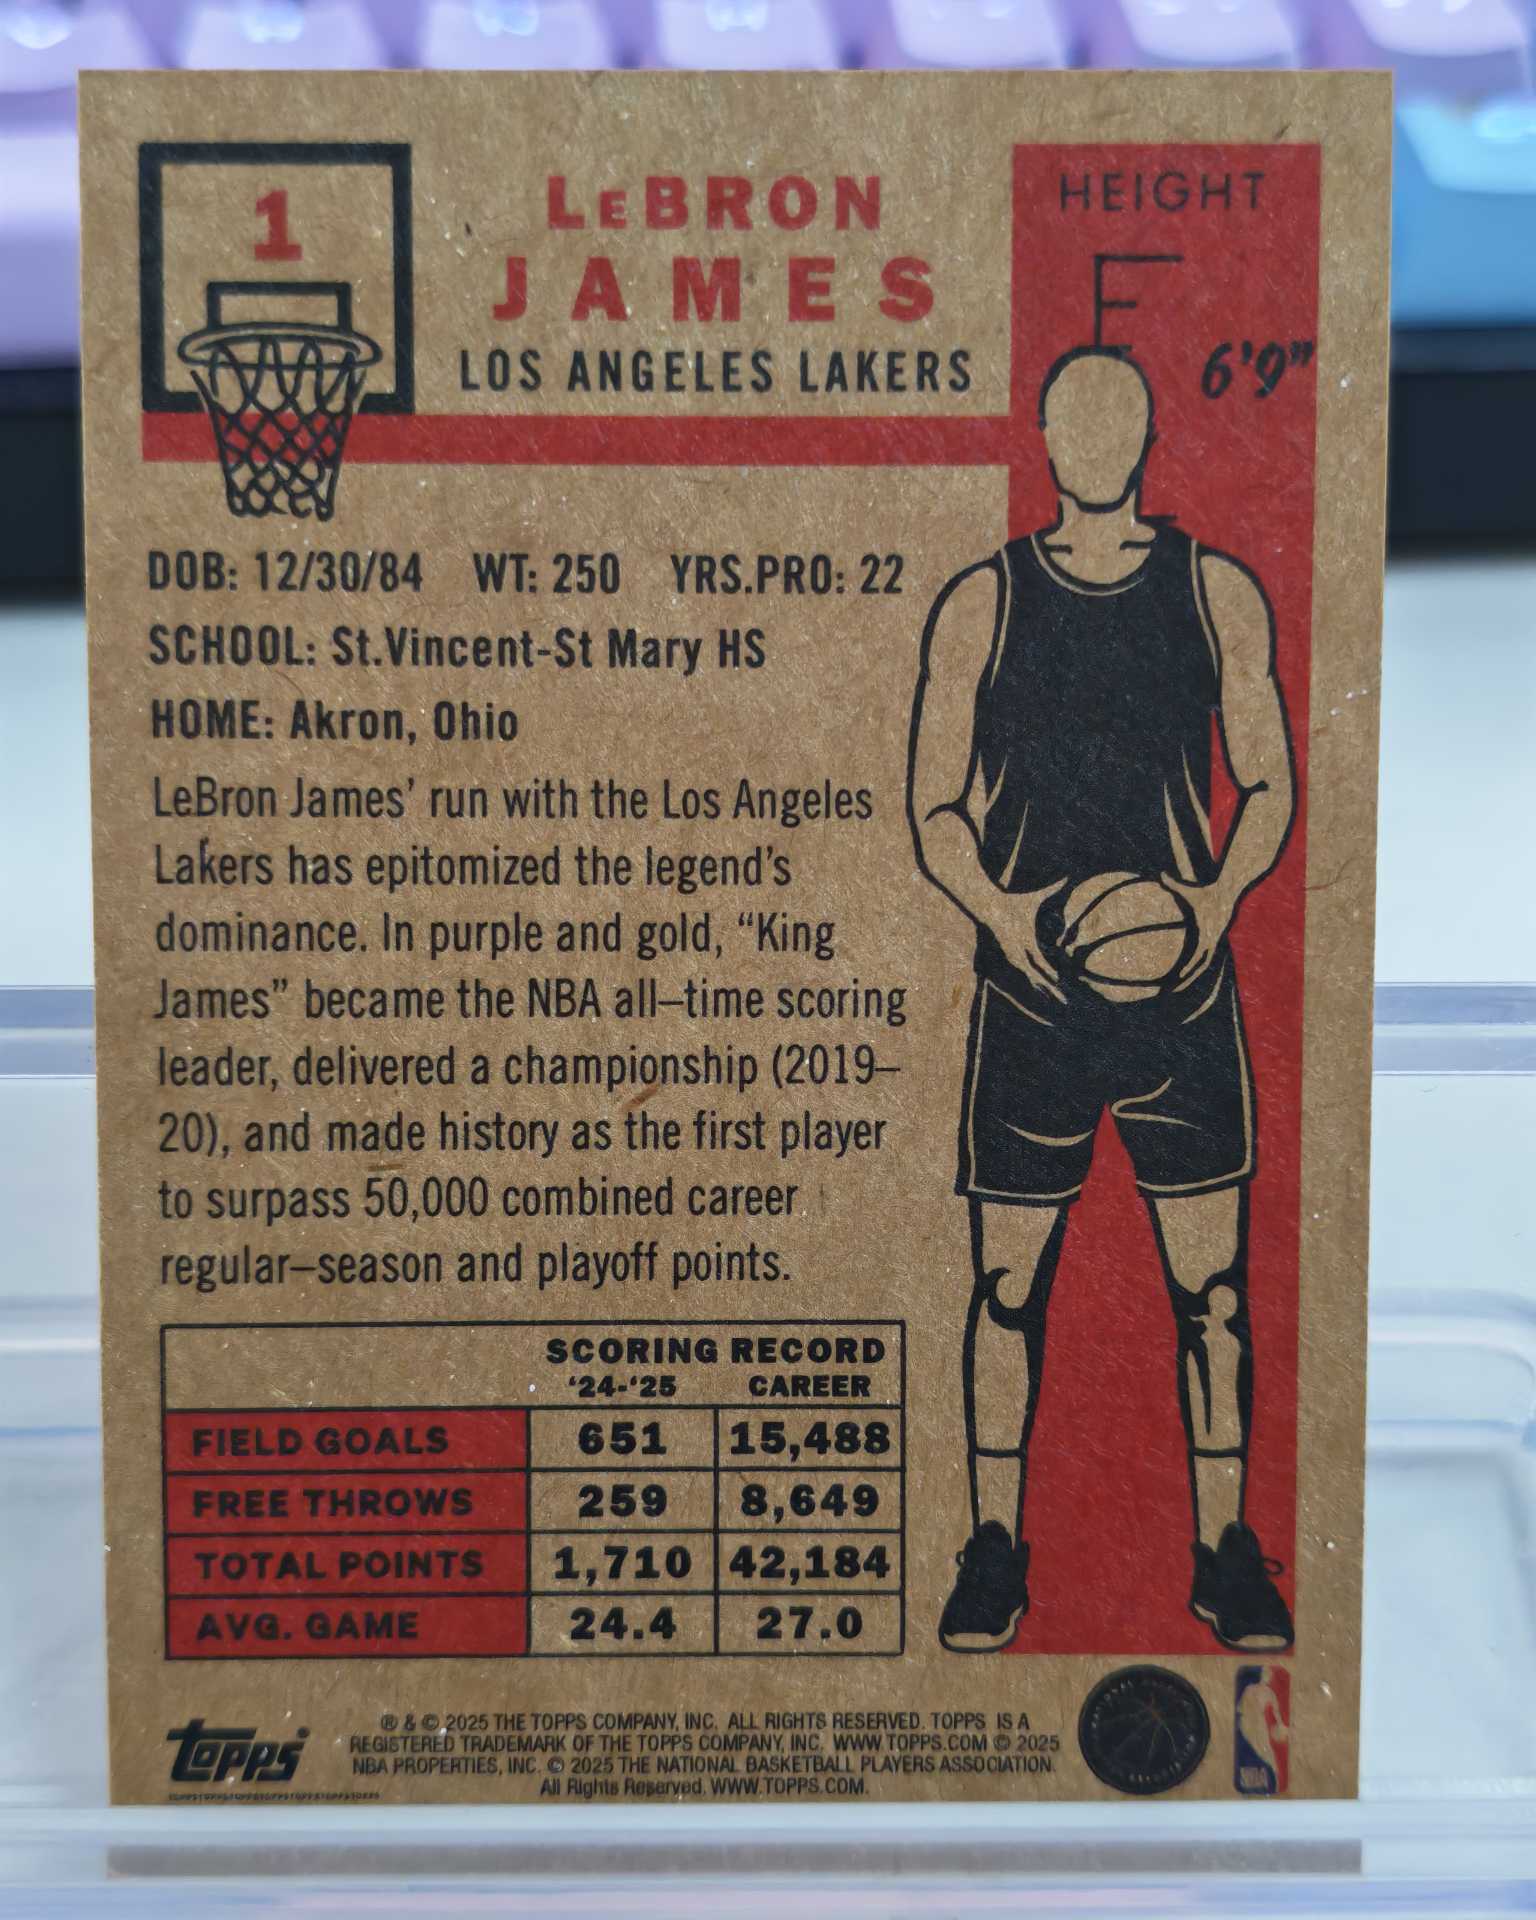 1
LeBRON
JAMES
LOS ANGELES LAKERS
HEIGHT
6'9"
DOB: 12/30/84 WT: 250 YRS.PRO: 22
SCHOOL: St.Vincent-St Mary HS
HOME: Akron, Ohio
LeBron James’ run with the Los Angeles
Lakers has epitomized the legend’s
dominance. In purple and gold, “King
James” became the NBA all–time scoring
leader, delivered a championship (2019–
20), and made history as the first player
to surpass 50,000 combined career
regular–season and playoff points.
SCORING RECORD
‘24-‘25 CAREER
FIELD GOALS 651 15,488
FREE THROWS 259 8,649
TOTAL POINTS 1,710 42,184
AVG. GAME 24.4 27.0
topps
® & © 2025 THE TOPPS COMPANY, INC. ALL RIGHTS RESERVED. TOPPS IS A
REGISTERED TRADEMARK OF THE TOPPS COMPANY, INC. WWW.TOPPS.COM © 2025
NBA PROPERTIES, INC. © 2025 THE NATIONAL BASKETBALL PLAYERS ASSOCIATION.
All Rights Reserved. WWW.TOPPS.COM.
NBA